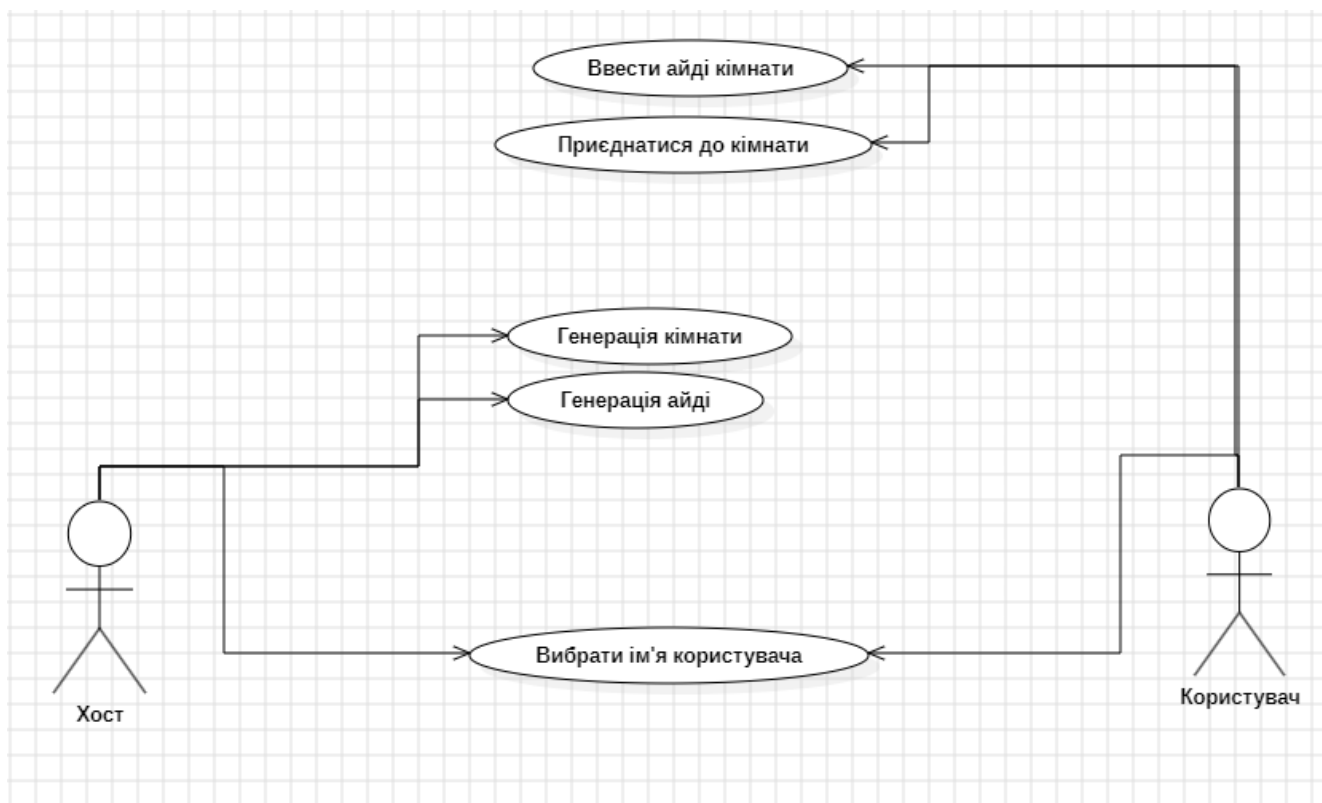 Ввести айді кімнати
Приєднатися до кімнати
Генерація кімнати
Генерація айді
Вибрати ім'я користувача
Хост
Користувач